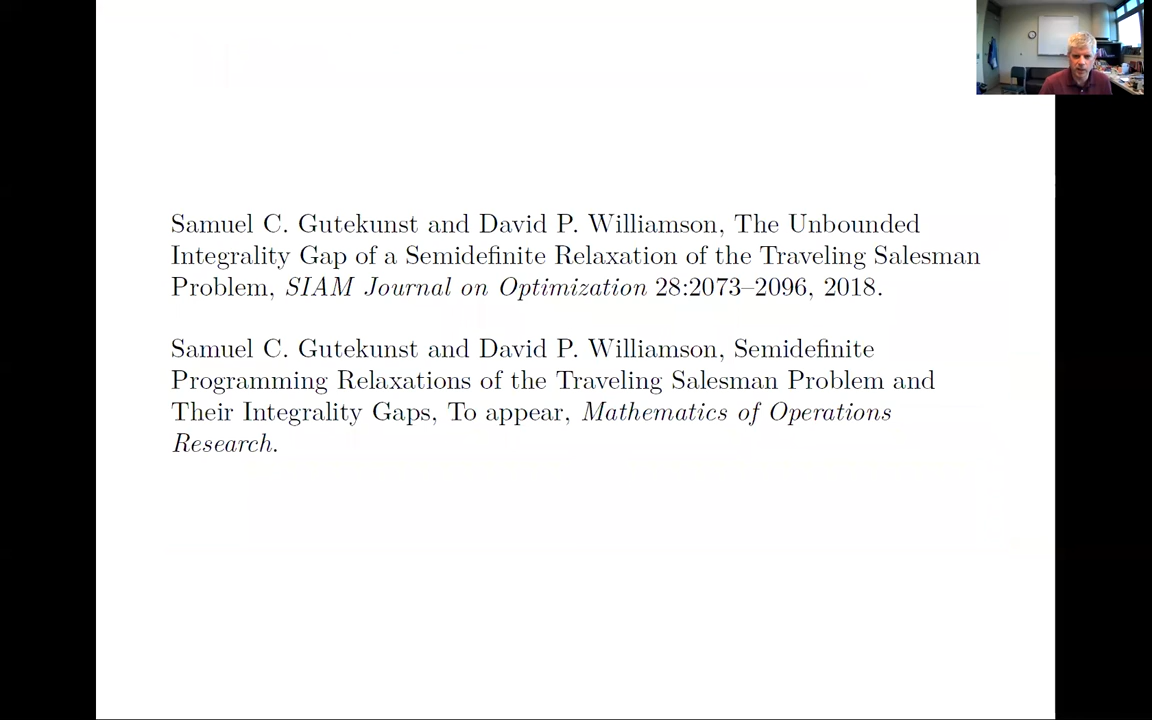 Samuel C. Gutekunst and David P. Williamson, The Unbounded
Integrality Gap of a Semidefinite Relaxation of the Traveling Salesman
Problem, SIAM Journal on Optimization 28:2073–2096, 2018.
Samuel C. Gutekunst and David P. Williamson, Semidefinite
Programming Relaxations of the Traveling Salesman Problem and
Their Integrality Gaps, To appear, Mathematics of Operations
Research.